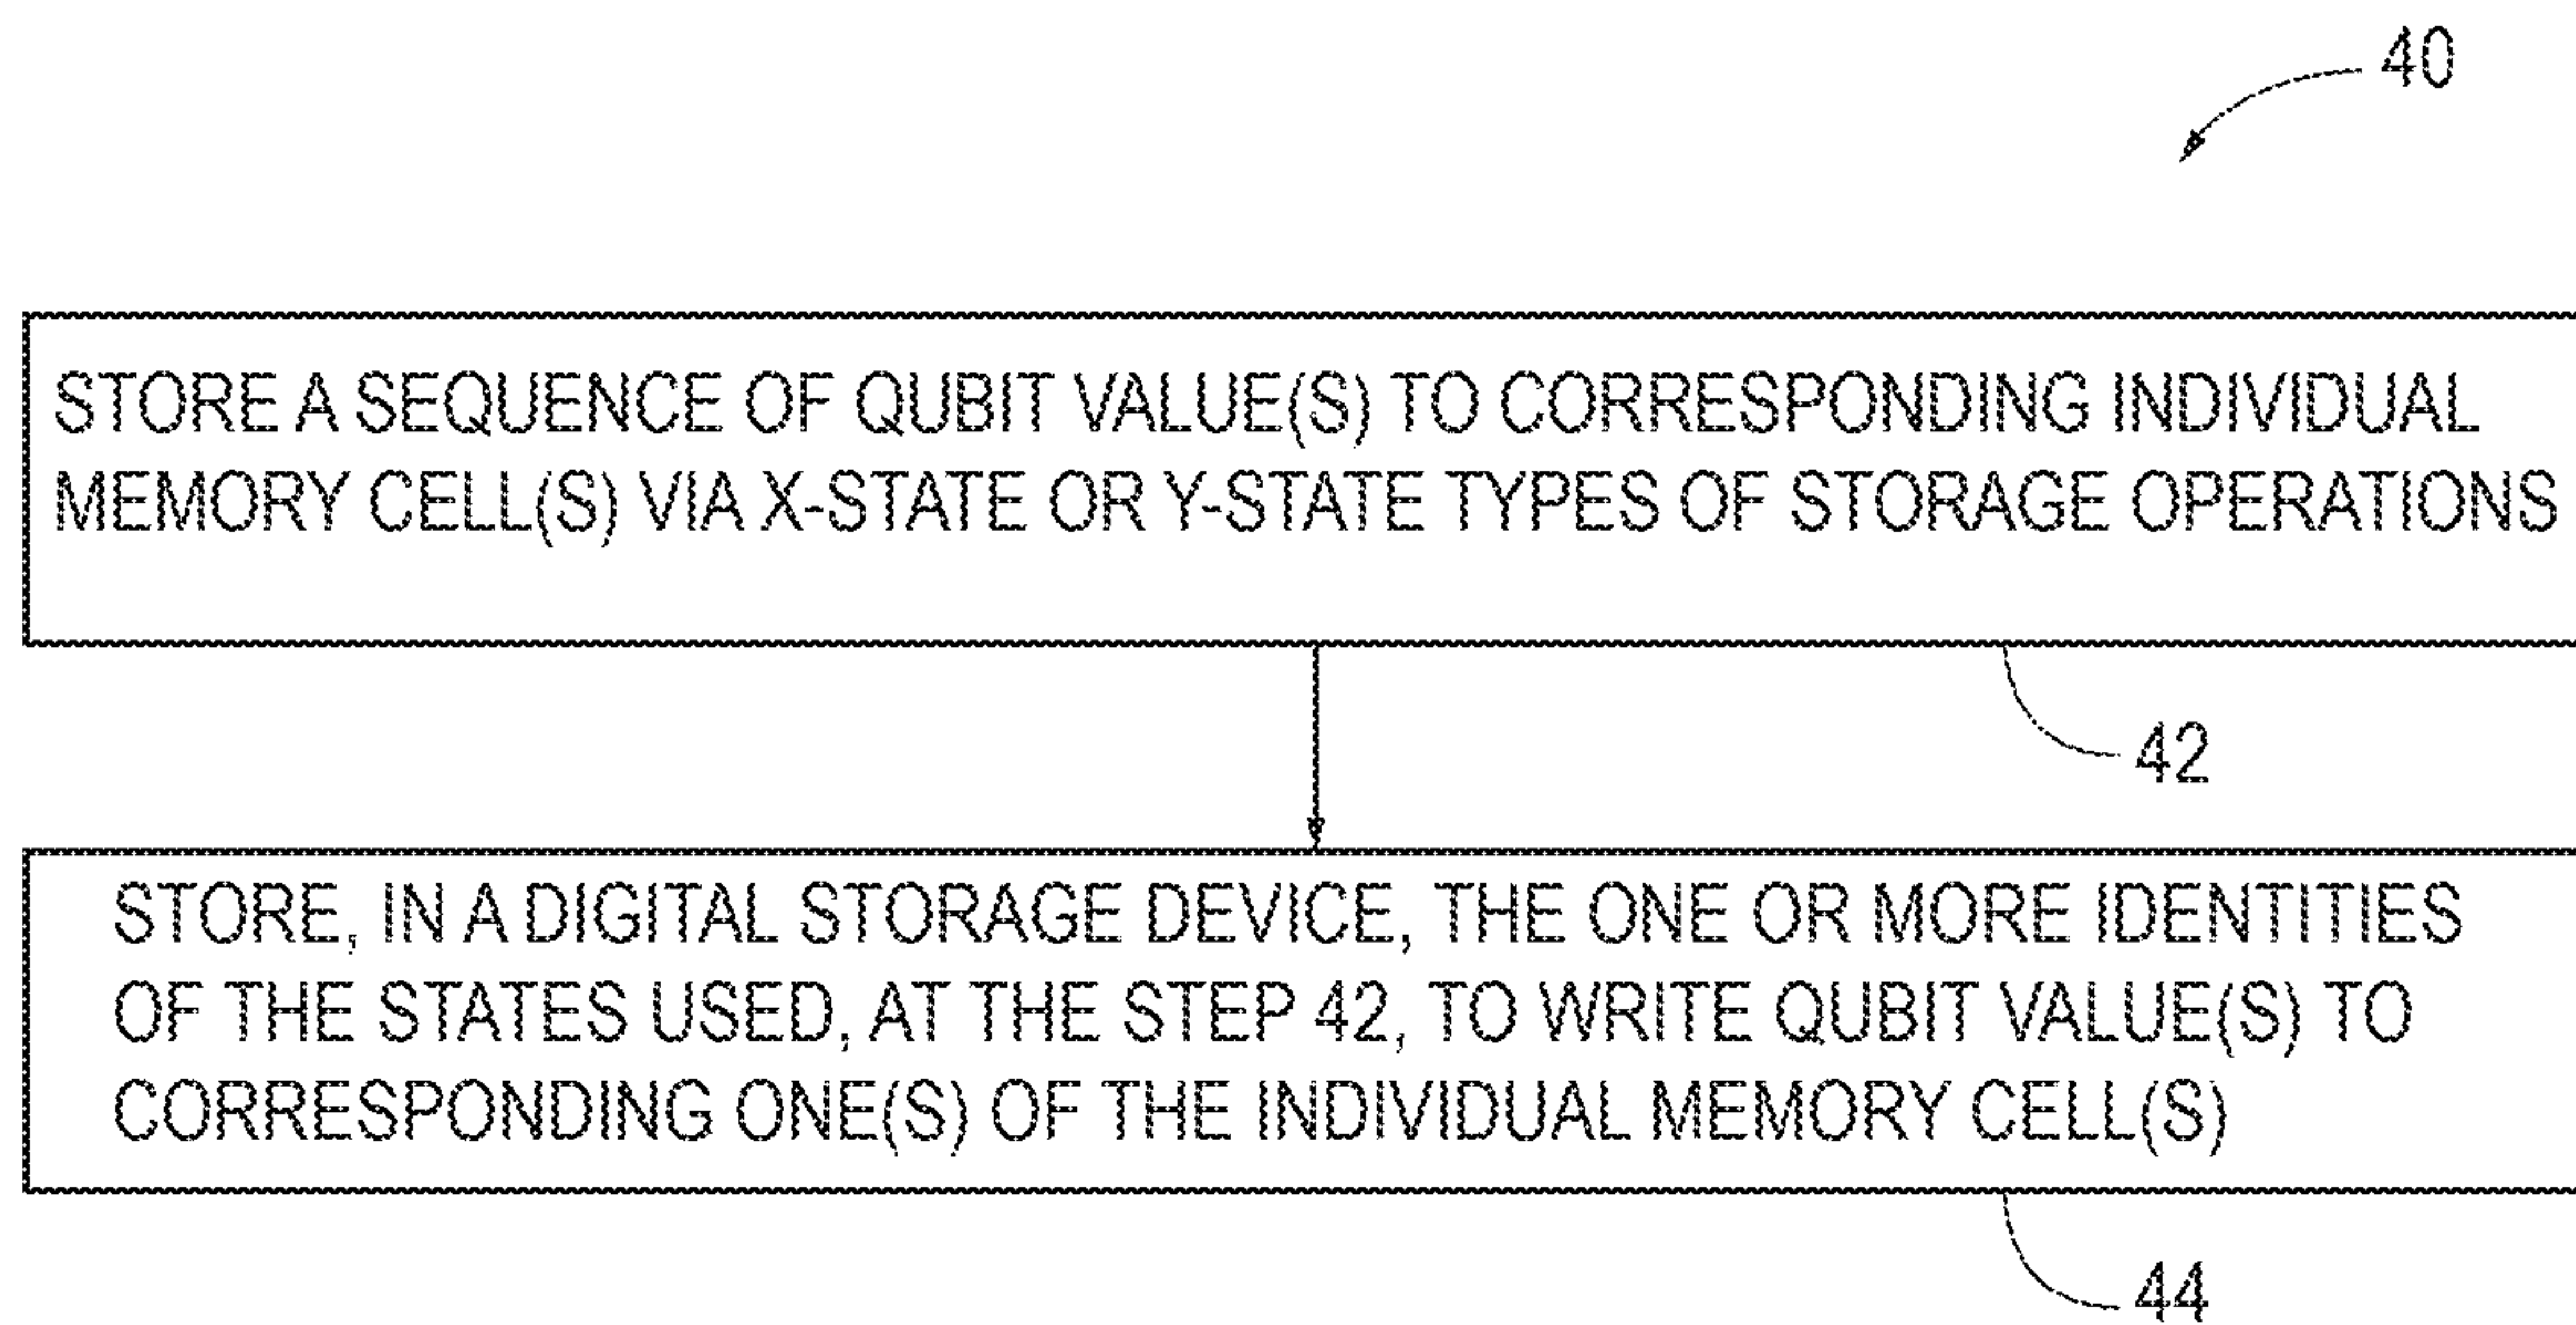 40
STORE A SEQUENCE OF QUBIT VALUE(S) TO CORRESPONDING INDIVIDUAL
MEMORY CELL(S) VIA X-STATE OR Y-STATE TYPES OF STORAGE OPERATIONS
42
STORE, IN A DIGITAL STORAGE DEVICE, THE ONE OR MORE IDENTITIES
OF THE STATES USED, AT THE STEP 42, TO WRITE QUBIT VALUE(S) TO
CORRESPONDING ONE(S) OF THE INDIVIDUAL MEMORY CELL(S)
44